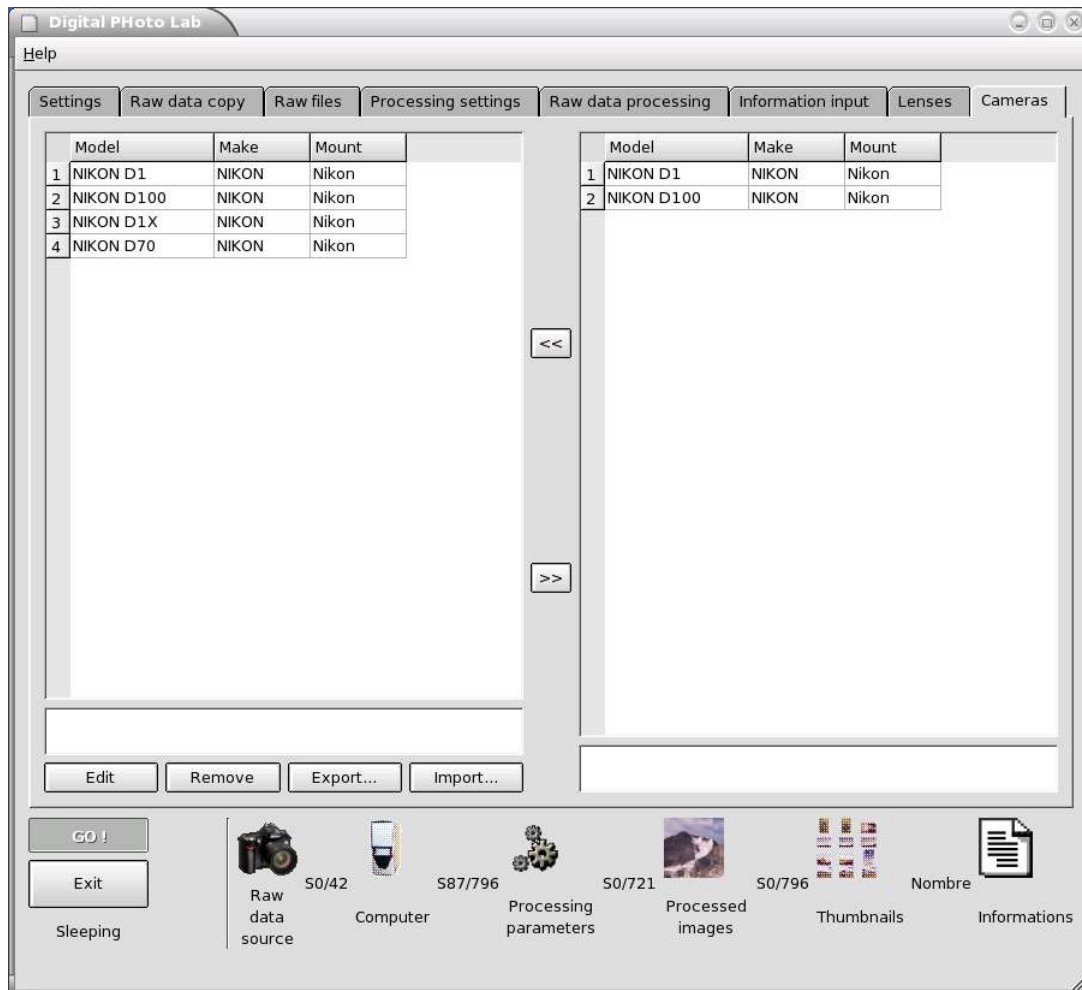 Digital PHoto Lab
Help
Settings Raw data copy Raw files Processing settings Raw data processing Information input Lenses Cameras
Model Make Mount
1 NIKON D1 NIKON Nikon
2 NIKON D100 NIKON Nikon
3 NIKON D1X NIKON Nikon
4 NIKON D70 NIKON Nikon
Model Make Mount
1 NIKON D1 NIKON Nikon
2 NIKON D100 NIKON Nikon
<<
>>
Edit Remove Export... Import...
GO !
Exit
Sleeping
Raw
data
source
S0/42
Computer
S87/796
Processing
parameters
S0/721
Processed
images
S0/796
Thumbnails
Nombre
Informations